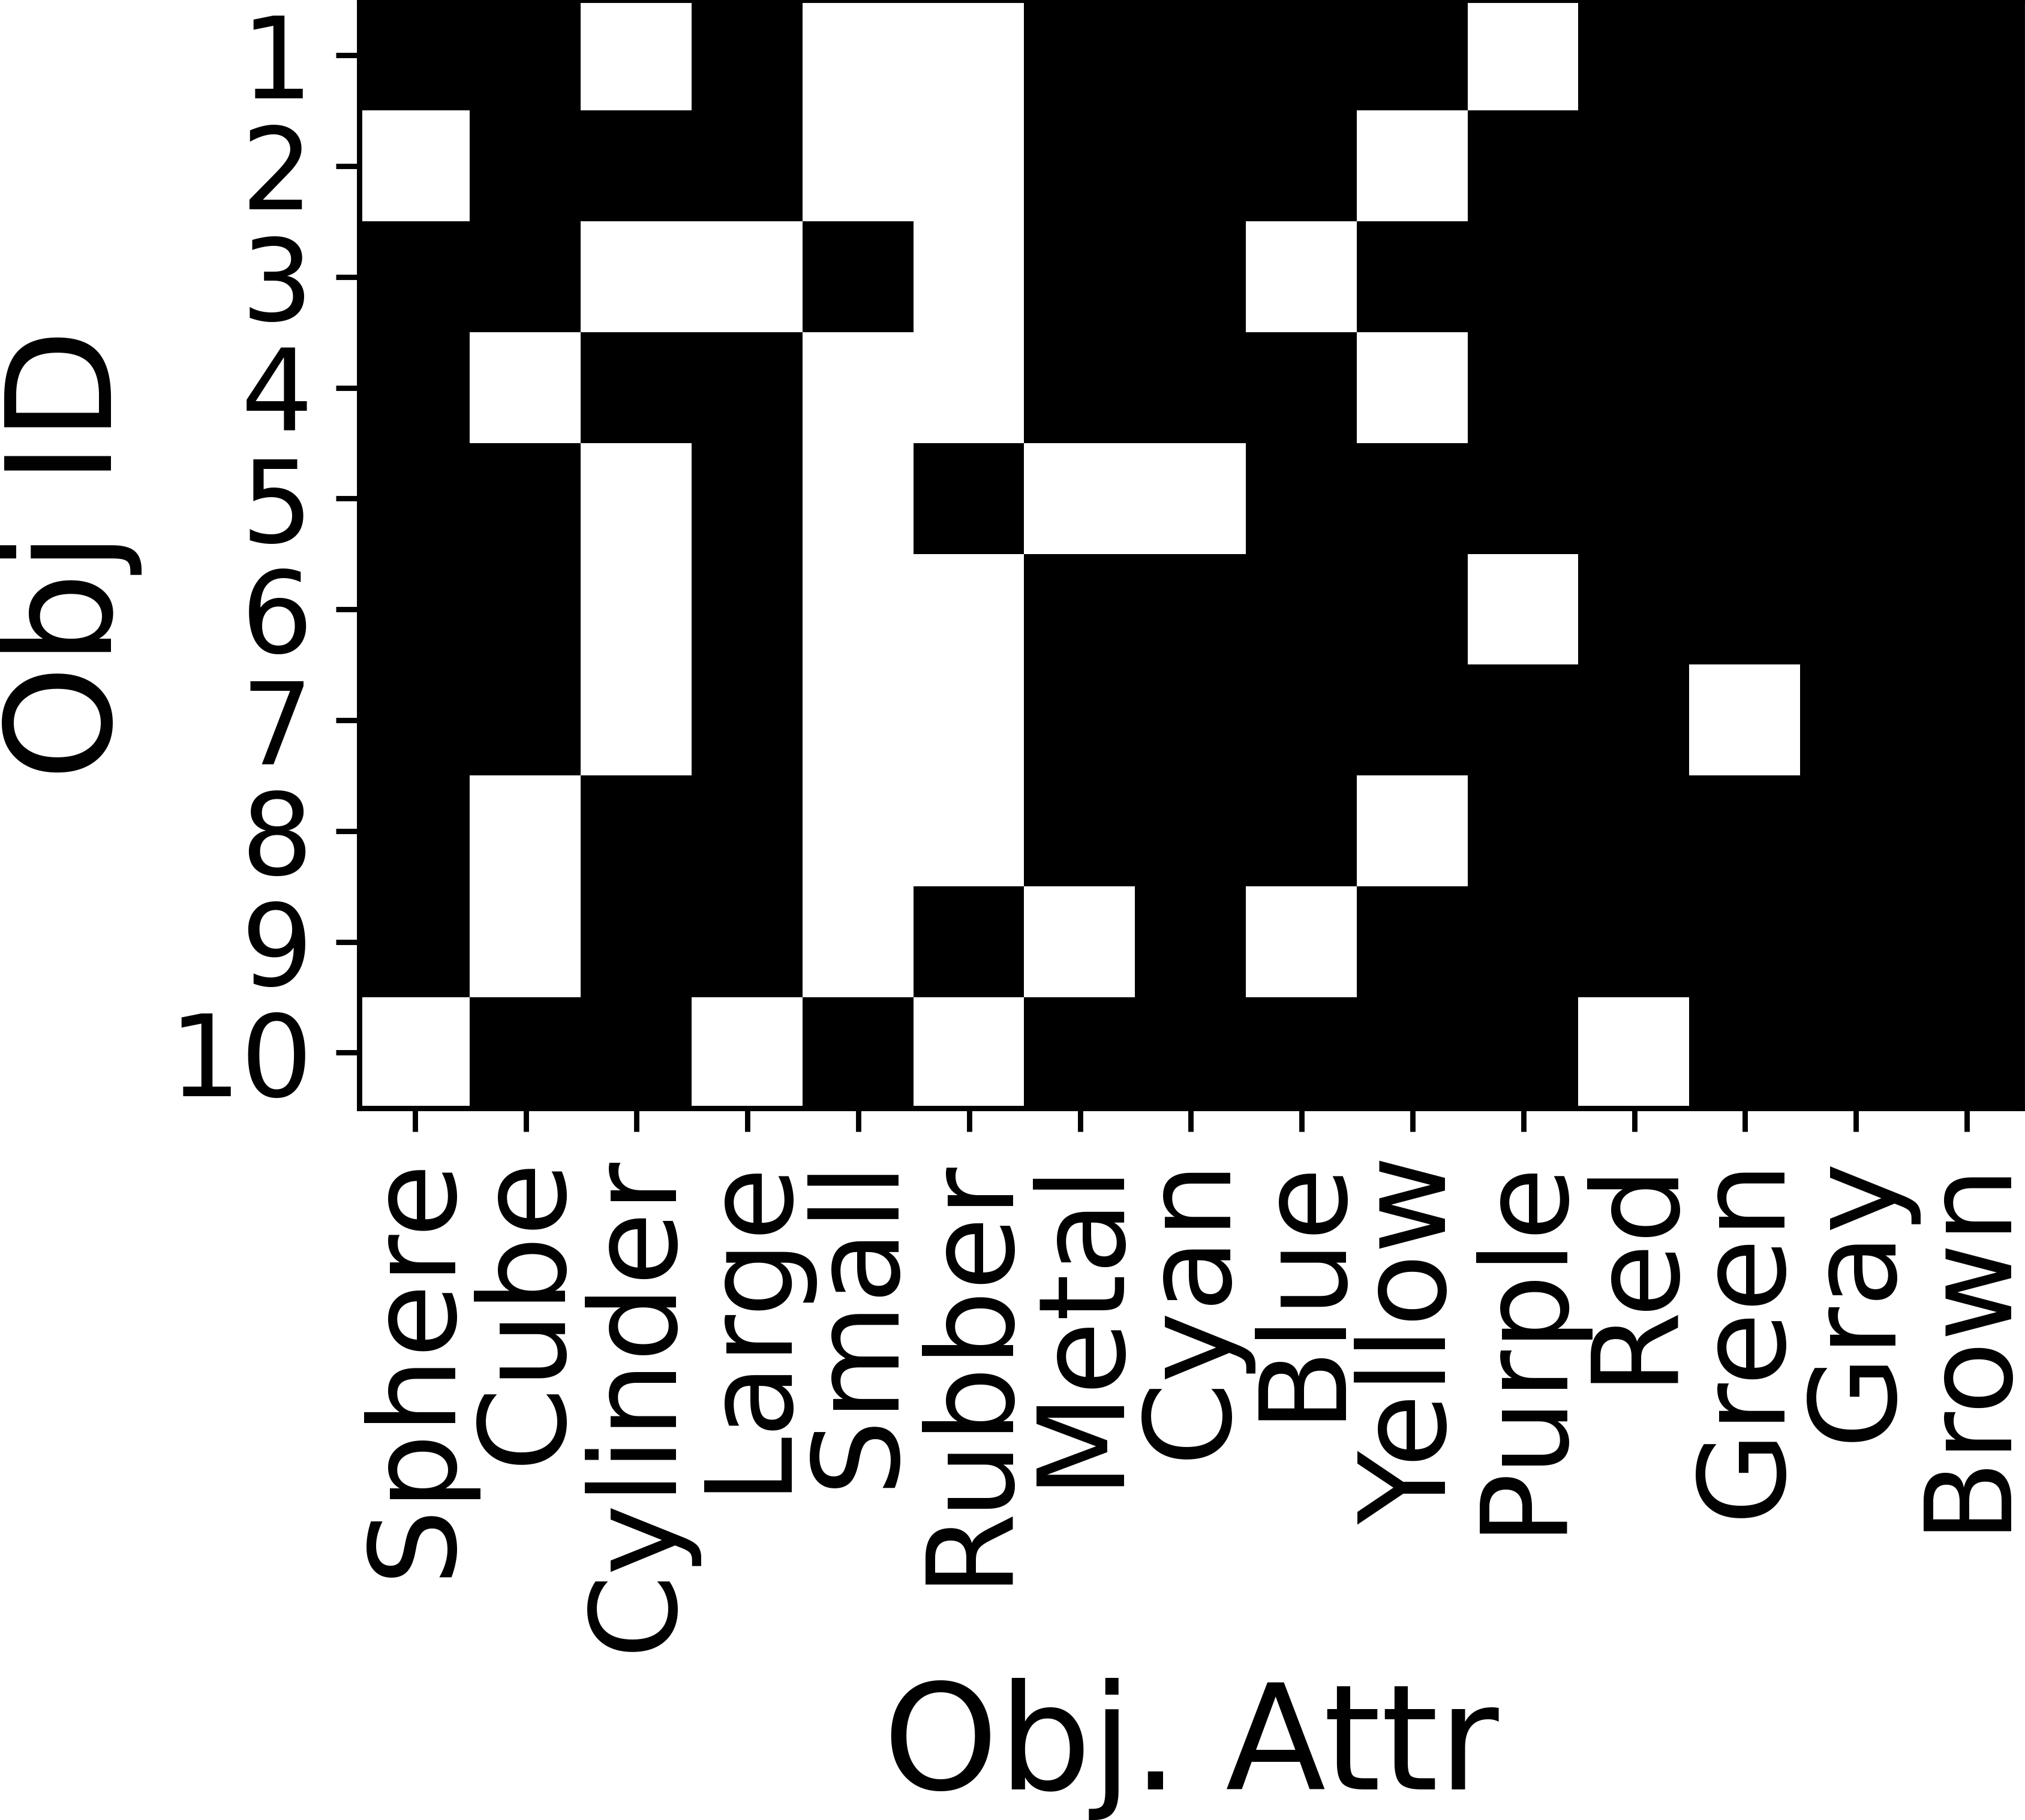 Obj ID
1
2
3
4
5
6
7
8
9
10
Sphere
Cube
Cylinder
Large
Small
Rubber
Metal
Cyan
Blue
Yellow
Purple
Red
Green
Gray
Brown
Obj. Attr